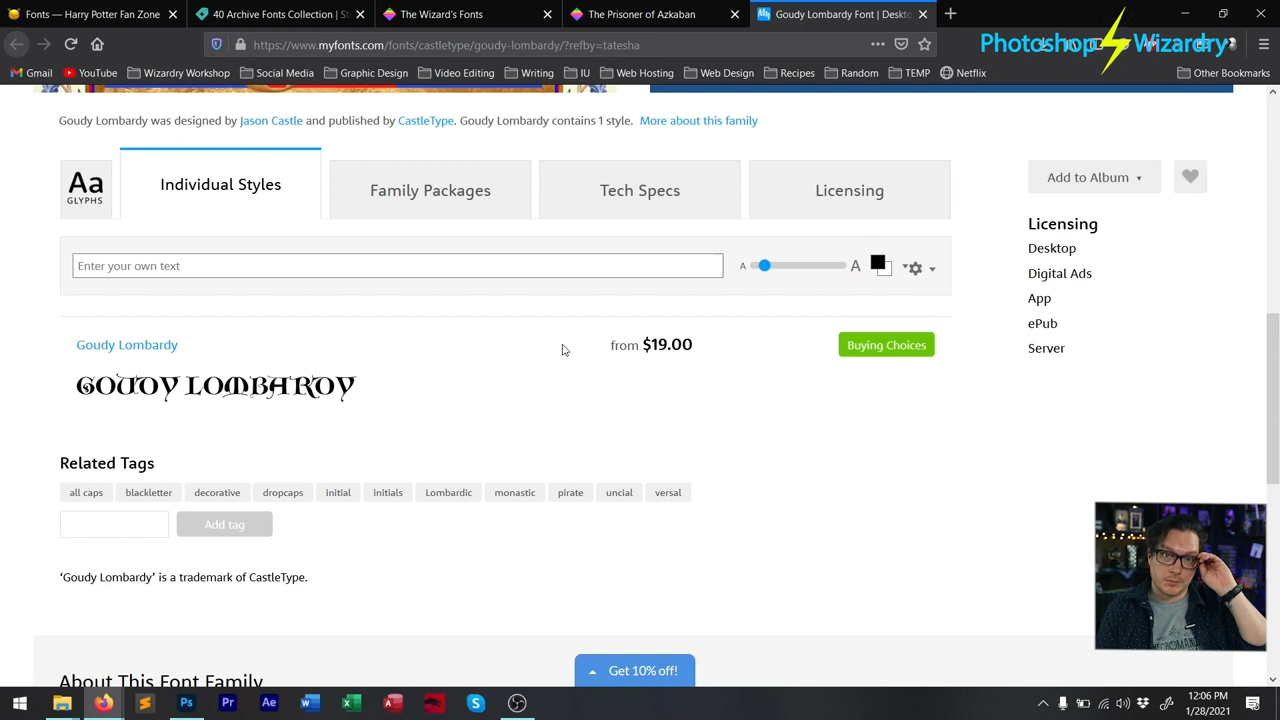 Fonts — Harry Potter Fan Zone
40 Archive Fonts Collection | St
The Wizard's Fonts
The Prisoner of Azkaban
Goudy Lombardy Font | Deskto
https://www.myfonts.com/fonts/castletype/goudy-lombardy/?refby=tatesha
Photoshop Wizardry
Gmail
YouTube
Wizardry Workshop
Social Media
Graphic Design
Video Editing
Writing
IU
Web Hosting
Web Design
Recipes
Random
TEMP
Netflix
Other Bookmarks
Goudy Lombardy was designed by Jason Castle and published by CastleType. Goudy Lombardy contains 1 style. More about this family
Aa
GLYPHS
Individual Styles
Family Packages
Tech Specs
Licensing
Add to Album
Licensing
Desktop
Digital Ads
App
ePub
Server
Enter your own text
A
A
Goudy Lombardy
from $19.00
Buying Choices
GOUDY LOMBARDY
Related Tags
all caps
blackletter
decorative
dropcaps
initial
initials
Lombardic
monastic
pirate
uncial
versal
Add tag
‘Goudy Lombardy’ is a trademark of CastleType.
About This Font Family
Get 10% off!
Ps
Pr
Ae
12:06 PM
1/28/2021